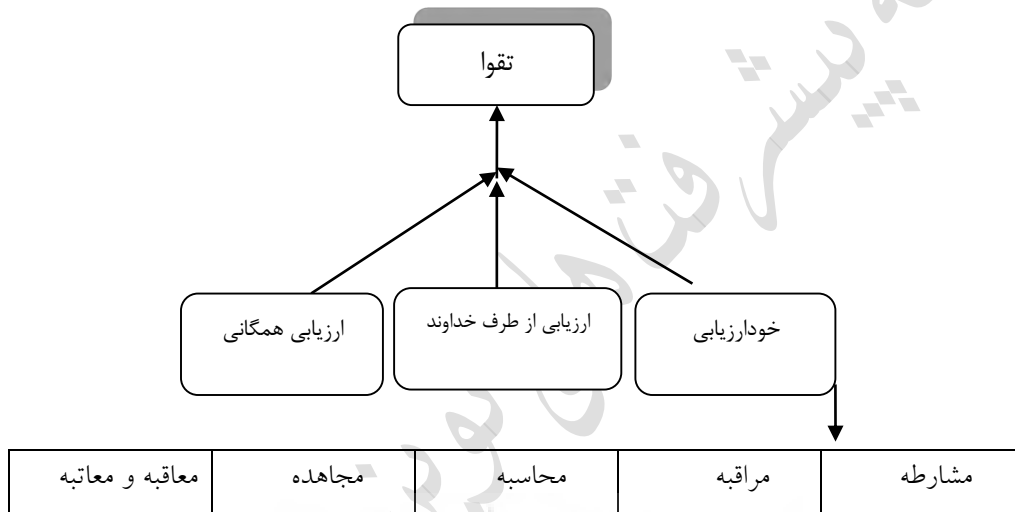 تقوا
خودارزیابی
ارزیابی از طرف خداوند
ارزیابی همگانی
مشارطه
مراقبه
محاسبه
مجاهده
معاقبه و معاتبه